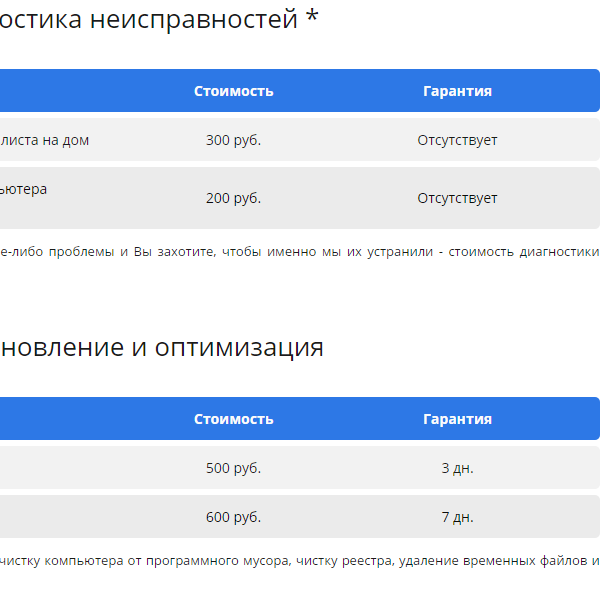 остика неисправностей *
Стоимость Гарантия
листа на дом 300 руб. Отсутствует
ьютера
200 руб. Отсутствует
е-либо проблемы и Вы захотите, чтобы именно мы их устранили - стоимость диагностики
новление и оптимизация
Стоимость Гарантия
500 руб. 3 дн.
600 руб. 7 дн.
чистку компьютера от программного мусора, чистку реестра, удаление временных файлов и